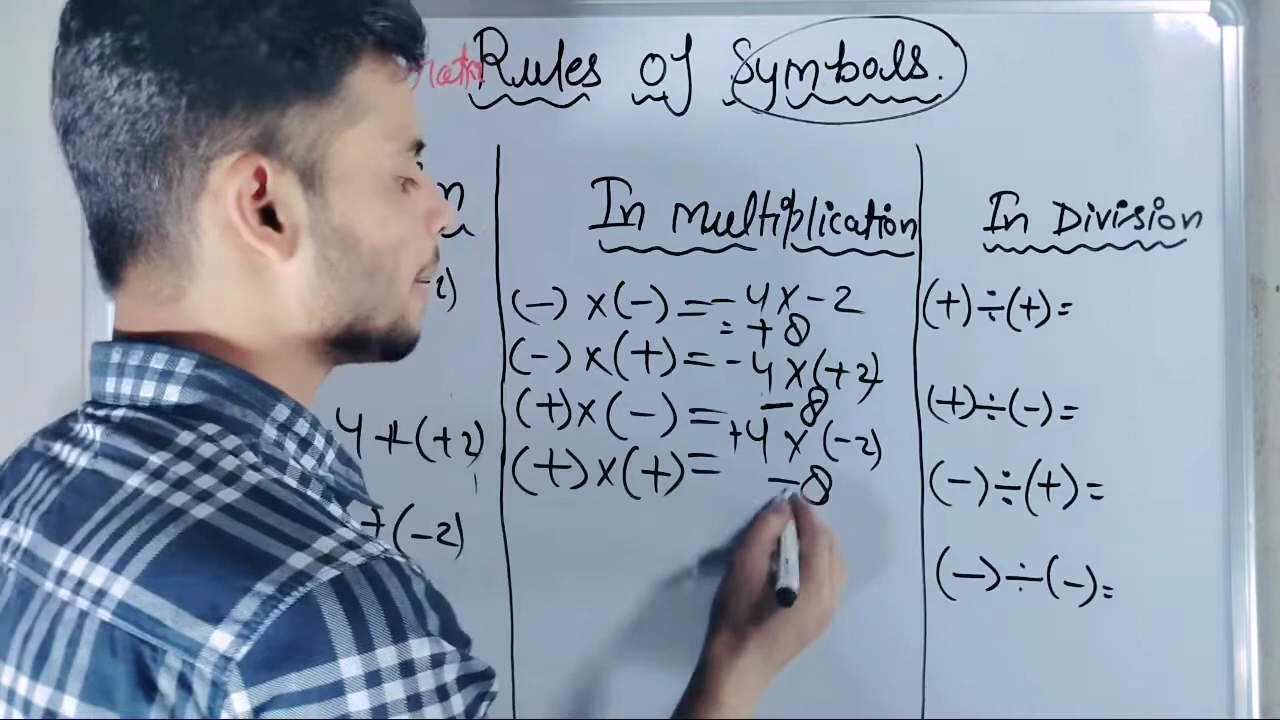 Rules of Symbols.
2)
4+(+2)
+(-2)
In multiplication
(-) ×(-) = -4×-2
= +8
(-) ×(+) = -4×(+2)
-8
(+)×(-) = +4×(-2)
(+)×(+) = -8
In Division
(+)÷(+)=
(+)÷(-)=
(-)÷(+)=
(-)÷(-)=